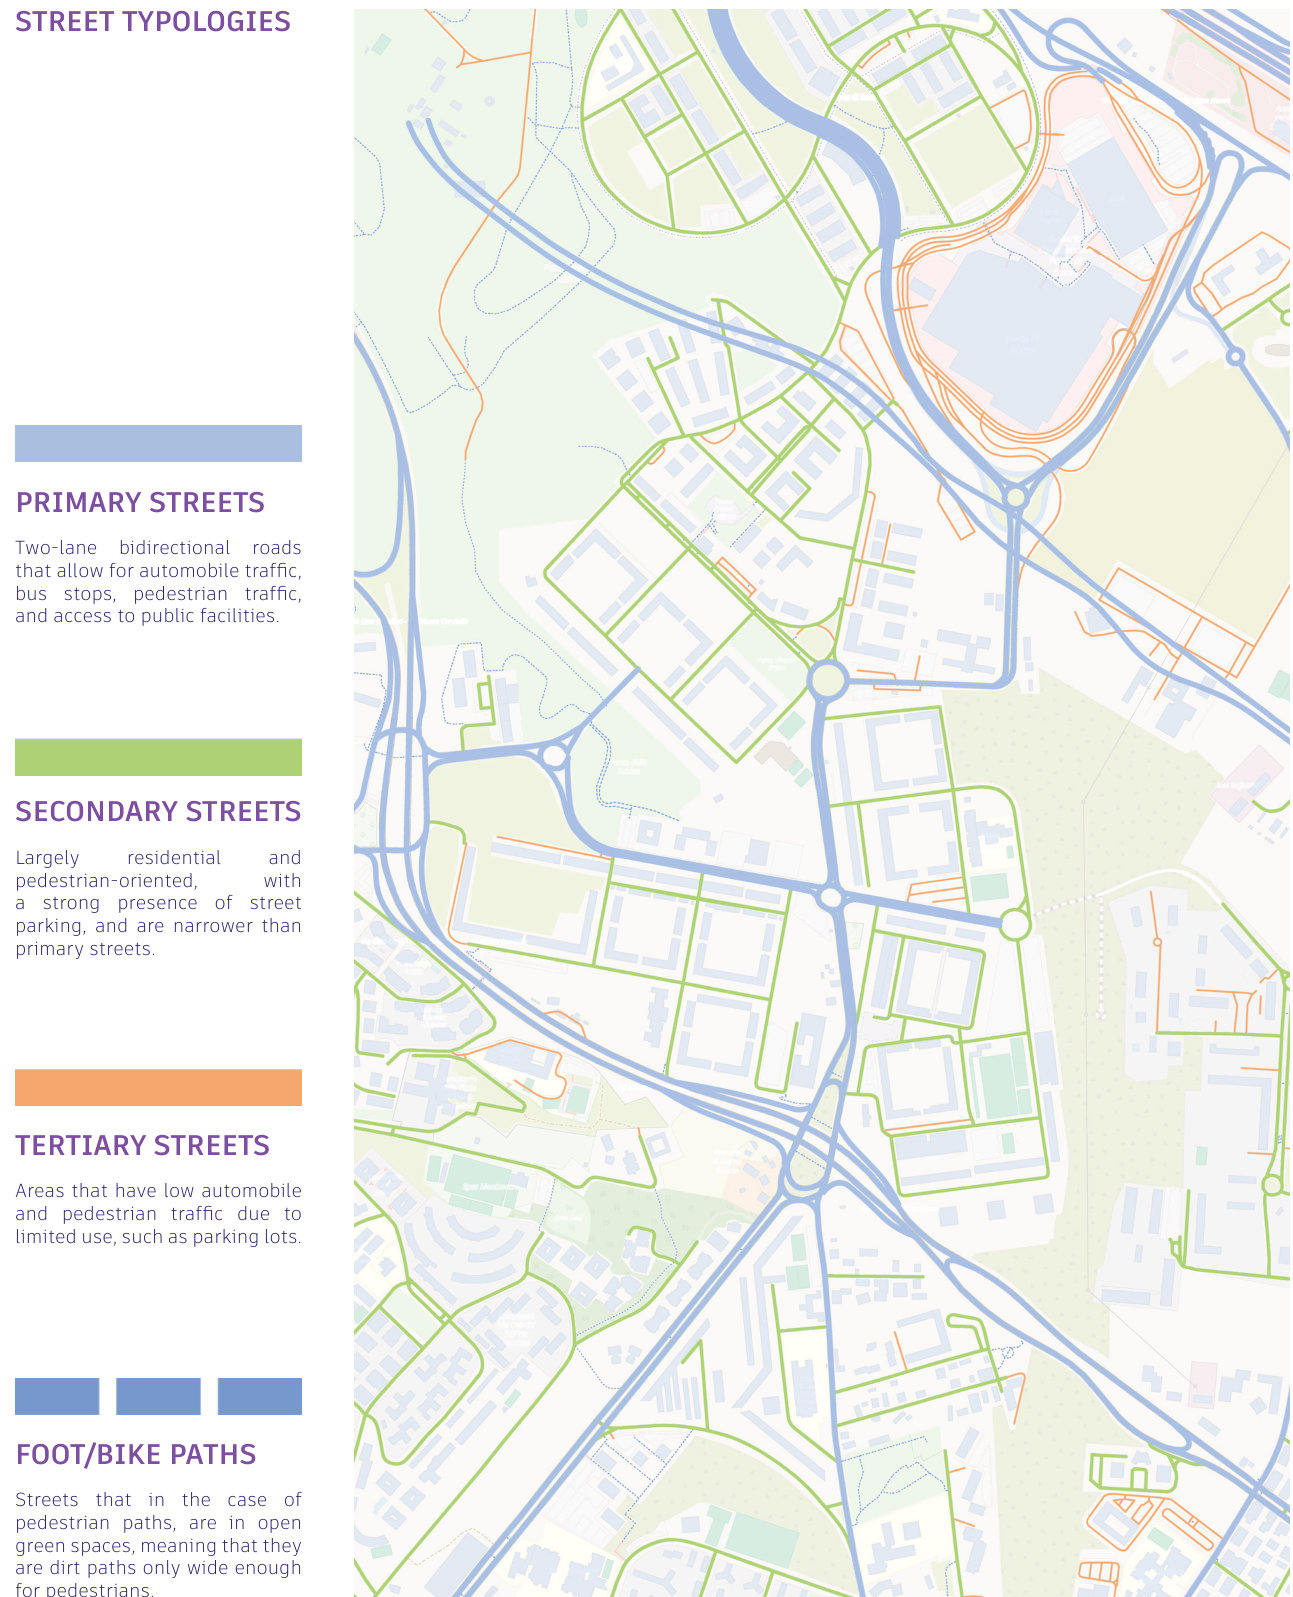 STREET TYPOLOGIES
PRIMARY STREETS
Two-lane bidirectional roads
that allow for automobile traffic,
bus stops, pedestrian traffic,
and access to public facilities.
SECONDARY STREETS
Largely residential and
pedestrian-oriented, with
a strong presence of street
parking, and are narrower than
primary streets.
TERTIARY STREETS
Areas that have low automobile
and pedestrian traffic due to
limited use, such as parking lots.
FOOT/BIKE PATHS
Streets that in the case of
pedestrian paths, are in open
green spaces, meaning that they
are dirt paths only wide enough
for pedestrians.